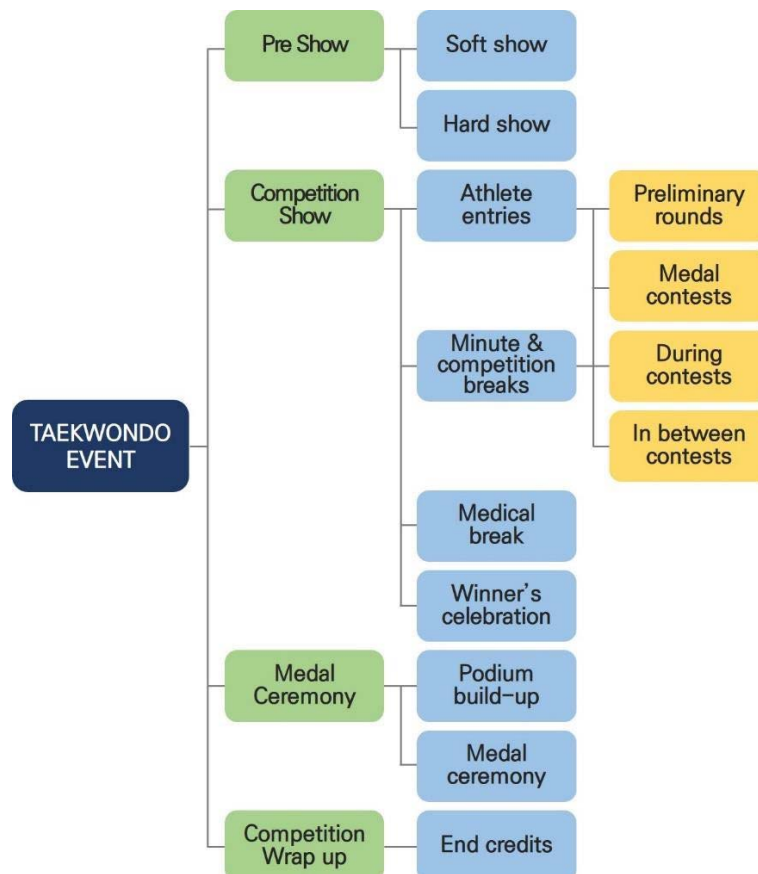 Pre Show
Soft show
Hard show
Competition
Show
Athlete
entries
Preliminary
rounds
Medal
contests
Minute &
competition
breaks
During
contests
In between
contests
TAEKWONDO
EVENT
Medical
break
Winner's
celebration
Medal
Ceremony
Podium
build-up
Medal
ceremony
Competition
Wrap up
End credits